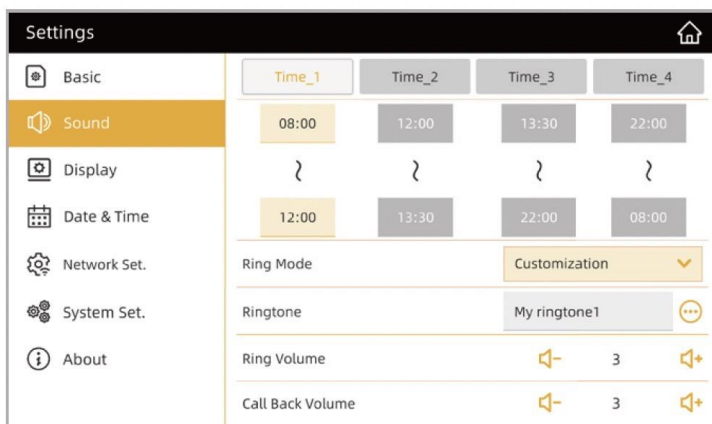 Settings
Basic
Sound
Display
Date & Time
Network Set.
System Set.
About
Time_1 Time_2 Time_3 Time_4
08:00 12:00 13:30 22:00
~ ~ ~ ~
12:00 13:30 22:00 08:00
Ring Mode Customization
Ringtone My ringtone1
Ring Volume 3
Call Back Volume 3